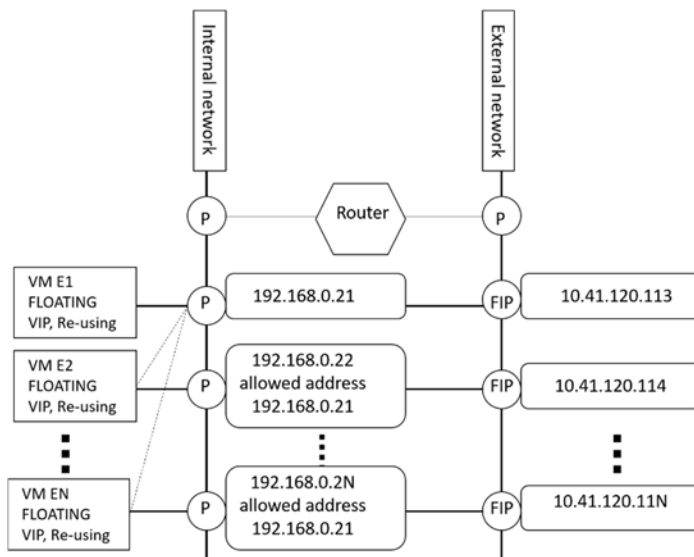 Internal network
External network
P
Router
P
VM E1
FLOATING
VIP, Re-using
P
192.168.0.21
FIP
10.41.120.113
VM E2
FLOATING
VIP, Re-using
P
192.168.0.22
allowed address
192.168.0.21
FIP
10.41.120.114
VM EN
FLOATING
VIP, Re-using
P
192.168.0.2N
allowed address
192.168.0.21
FIP
10.41.120.11N